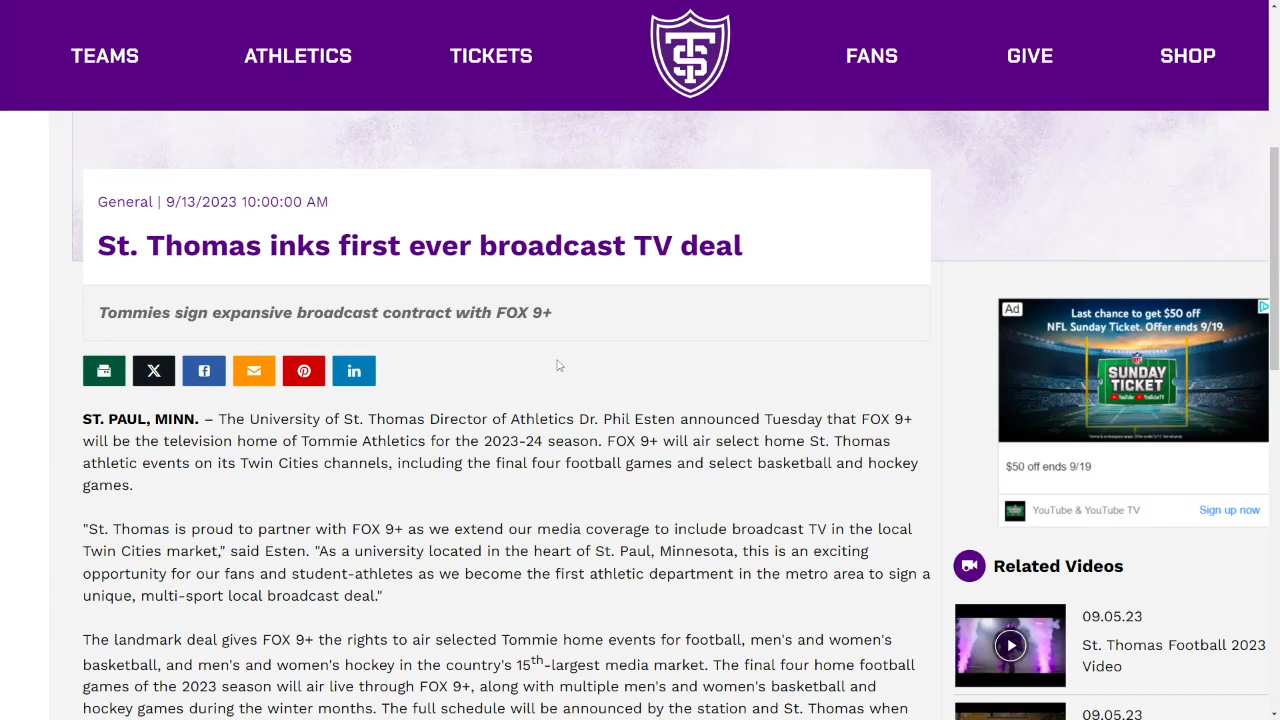 TEAMS
ATHLETICS
TICKETS
FANS
GIVE
SHOP
General | 9/13/2023 10:00:00 AM
St. Thomas inks first ever broadcast TV deal
Tommies sign expansive broadcast contract with FOX 9+
ST. PAUL, MINN. – The University of St. Thomas Director of Athletics Dr. Phil Esten announced Tuesday that FOX 9+
will be the television home of Tommie Athletics for the 2023-24 season. FOX 9+ will air select home St. Thomas
athletic events on its Twin Cities channels, including the final four football games and select basketball and hockey
games.
"St. Thomas is proud to partner with FOX 9+ as we extend our media coverage to include broadcast TV in the local
Twin Cities market," said Esten. "As a university located in the heart of St. Paul, Minnesota, this is an exciting
opportunity for our fans and student-athletes as we become the first athletic department in the metro area to sign a
unique, multi-sport local broadcast deal."
The landmark deal gives FOX 9+ the rights to air selected Tommie home events for football, men's and women's
basketball, and men's and women's hockey in the country's 15th-largest media market. The final four home football
games of the 2023 season will air live through FOX 9+, along with multiple men's and women's basketball and
hockey games during the winter months. The full schedule will be announced by the station and St. Thomas when
Ad
Last chance to get $50 off
NFL Sunday Ticket. Offer ends 9/19.
SUNDAY
TICKET
$50 off ends 9/19
YouTube & YouTube TV
Sign up now
Related Videos
09.05.23
St. Thomas Football 2023
Video
09.05.23